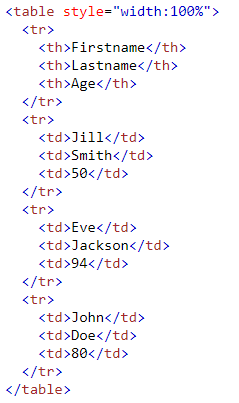 <table style="width:100%">
  <tr>
    <th>Firstname</th>
    <th>Lastname</th>
    <th>Age</th>
  </tr>
  <tr>
    <td>Jill</td>
    <td>Smith</td>
    <td>50</td>
  </tr>
  <tr>
    <td>Eve</td>
    <td>Jackson</td>
    <td>94</td>
  </tr>
  <tr>
    <td>John</td>
    <td>Doe</td>
    <td>80</td>
  </tr>
</table>